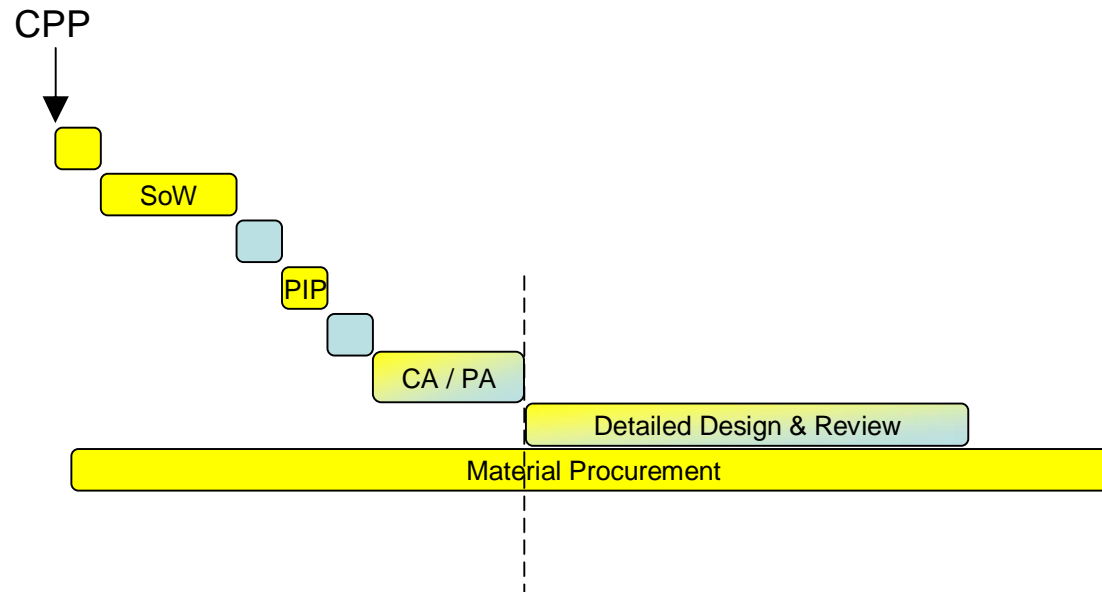 CPP
SoW
PIP
CA / PA
Detailed Design & Review
Material Procurement